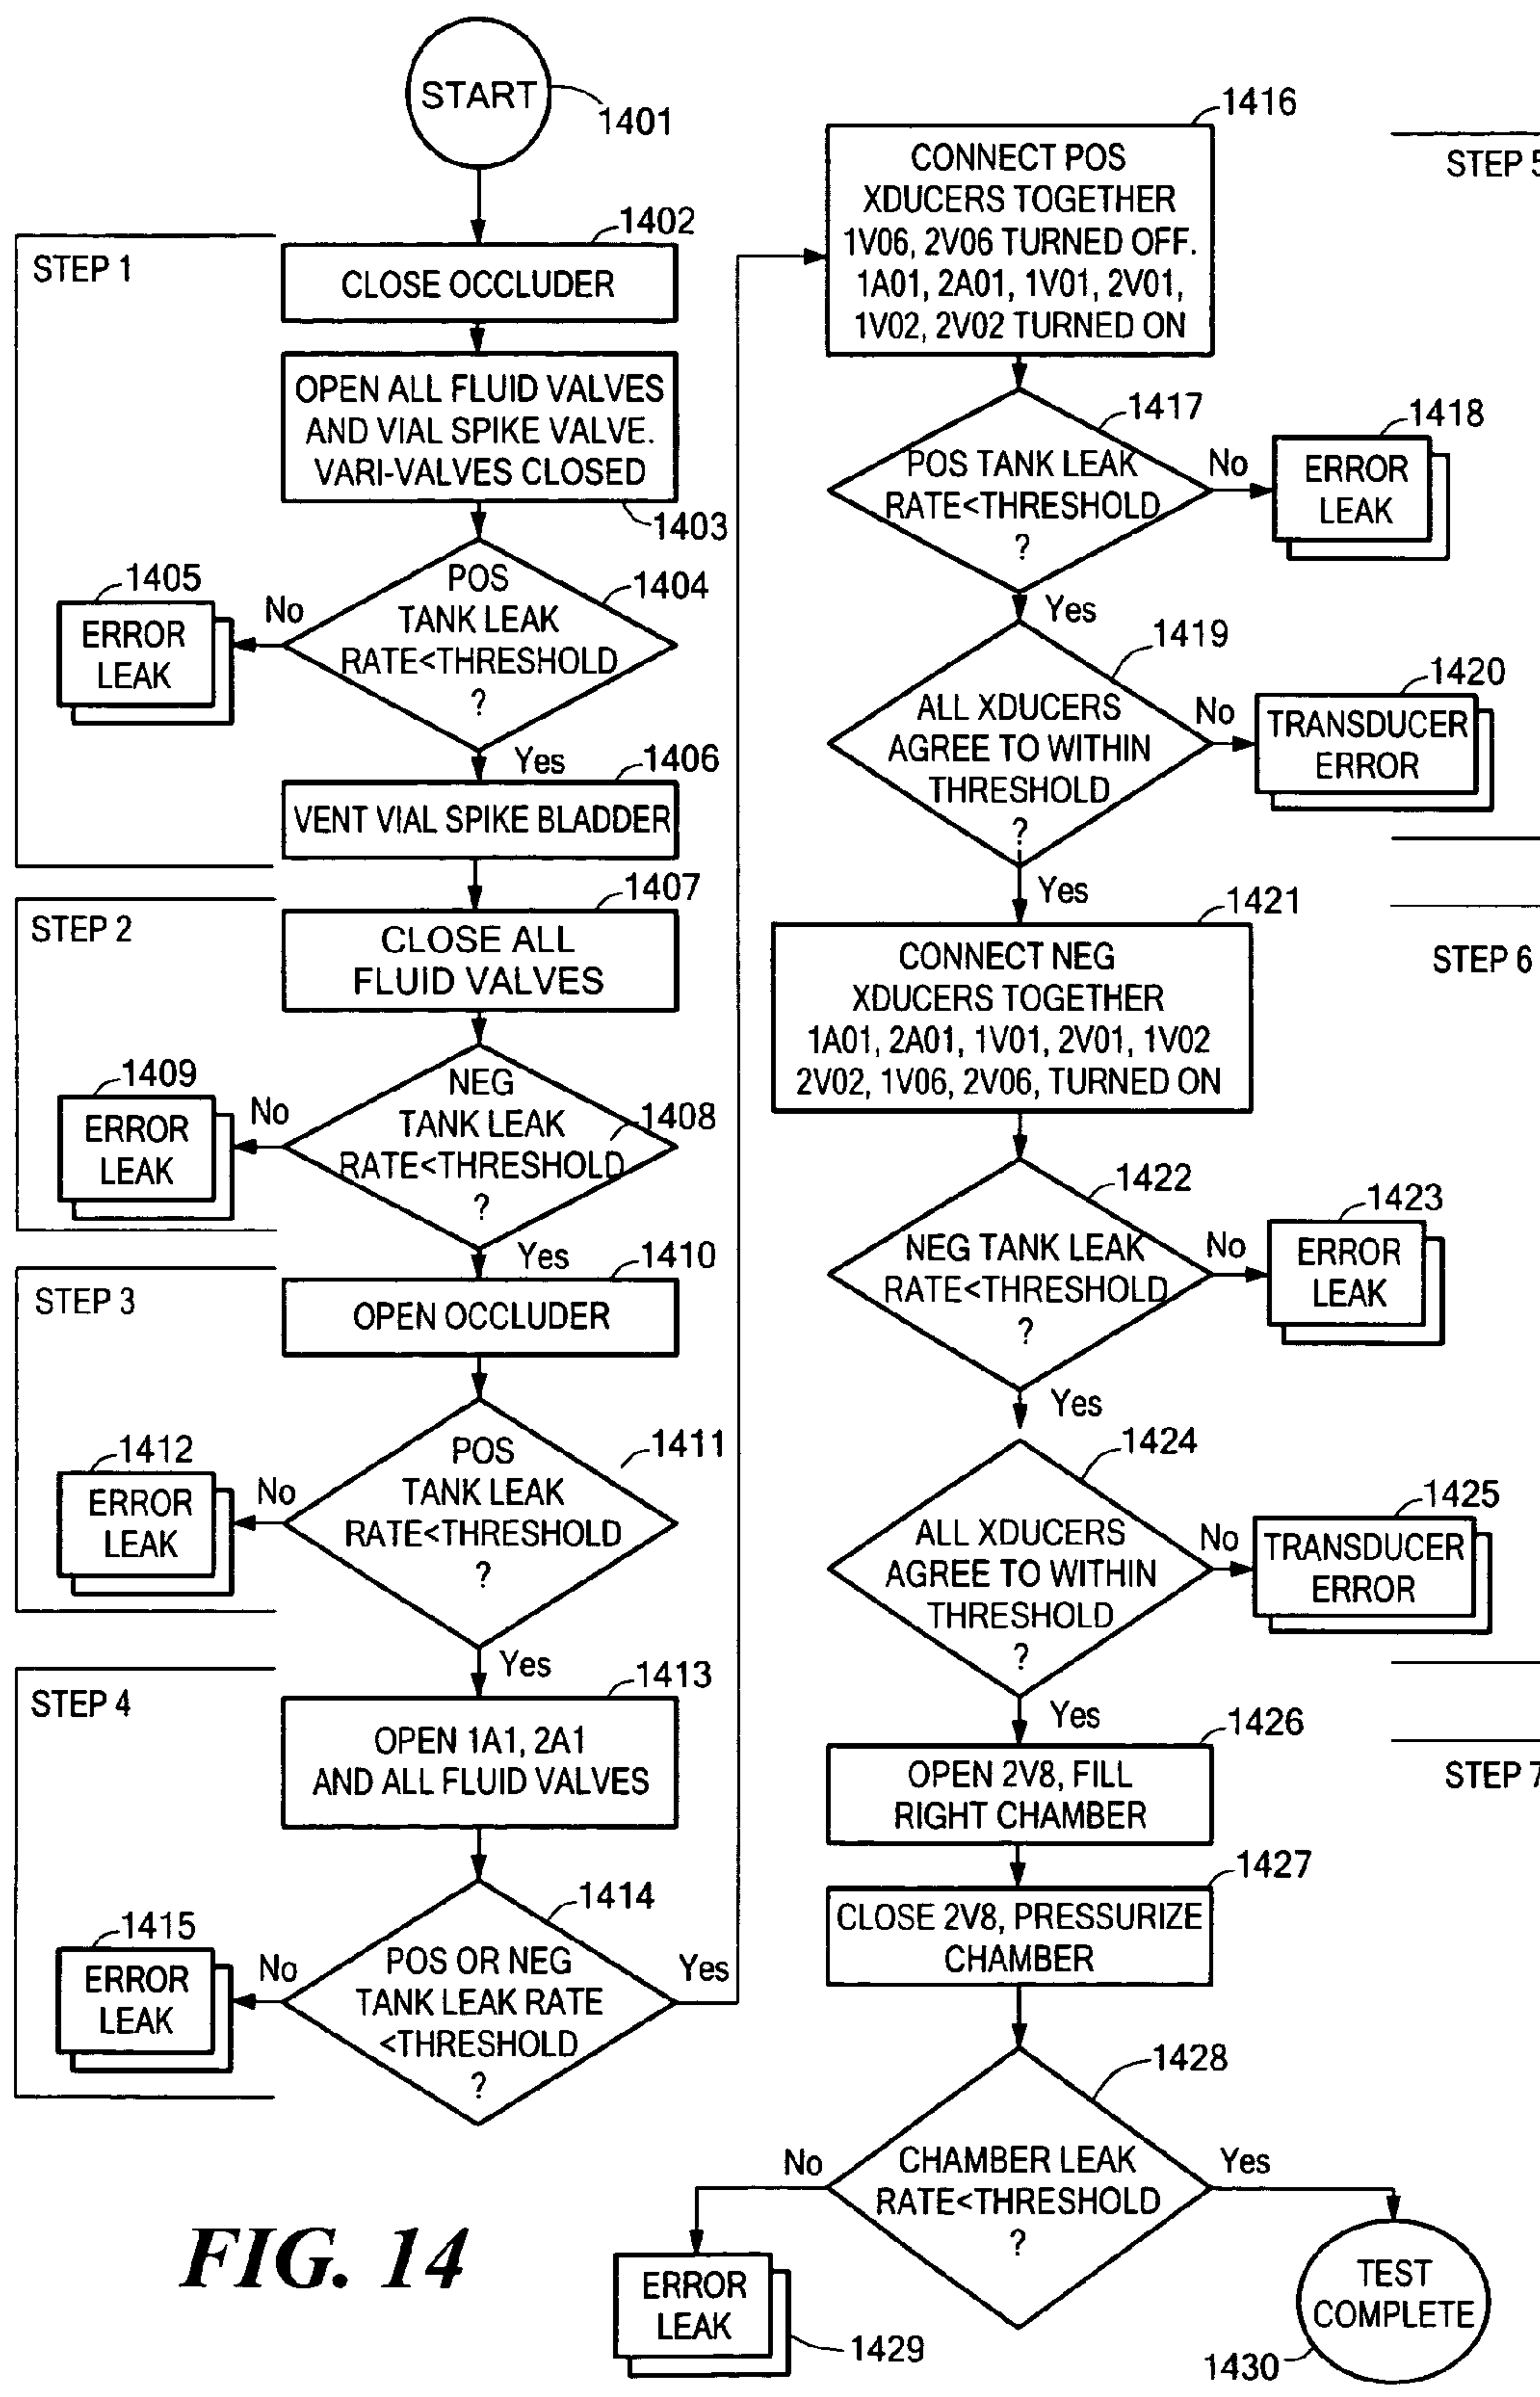 START
1401
STEP 1
1402
CLOSE OCCLUDER
OPEN ALL FLUID VALVES
AND VIAL SPIKE VALVE.
VARI-VALVES CLOSED
1403
POS
TANK LEAK
RATE<THRESHOLD
?
1404
No
1405
ERROR
LEAK
Yes
1406
VENT VIAL SPIKE BLADDER
STEP 2
1407
CLOSE ALL
FLUID VALVES
NEG
TANK LEAK
RATE<THRESHOLD
?
1408
No
1409
ERROR
LEAK
Yes
STEP 3
1410
OPEN OCCLUDER
POS
TANK LEAK
RATE<THRESHOLD
?
1411
No
1412
ERROR
LEAK
Yes
STEP 4
1413
OPEN 1A1, 2A1
AND ALL FLUID VALVES
1414
POS OR NEG
TANK LEAK RATE
<THRESHOLD
?
No
1415
ERROR
LEAK
Yes
1416
STEP 5
CONNECT POS
XDUCERS TOGETHER
1V06, 2V06 TURNED OFF.
1A01, 2A01, 1V01, 2V01,
1V02, 2V02 TURNED ON
1417
POS TANK LEAK
RATE<THRESHOLD
?
No
1418
ERROR
LEAK
Yes
1419
ALL XDUCERS
AGREE TO WITHIN
THRESHOLD
?
No
1420
TRANSDUCER
ERROR
Yes
1421
STEP 6
CONNECT NEG
XDUCERS TOGETHER
1A01, 2A01, 1V01, 2V01, 1V02
2V02, 1V06, 2V06, TURNED ON
1422
NEG TANK LEAK
RATE<THRESHOLD
?
No
1423
ERROR
LEAK
Yes
1424
ALL XDUCERS
AGREE TO WITHIN
THRESHOLD
?
No
1425
TRANSDUCER
ERROR
Yes
1426
STEP 7
OPEN 2V8, FILL
RIGHT CHAMBER
1427
CLOSE 2V8, PRESSURIZE
CHAMBER
1428
CHAMBER LEAK
RATE<THRESHOLD
?
No
ERROR
LEAK
1429
Yes
TEST
COMPLETE
1430
FIG. 14